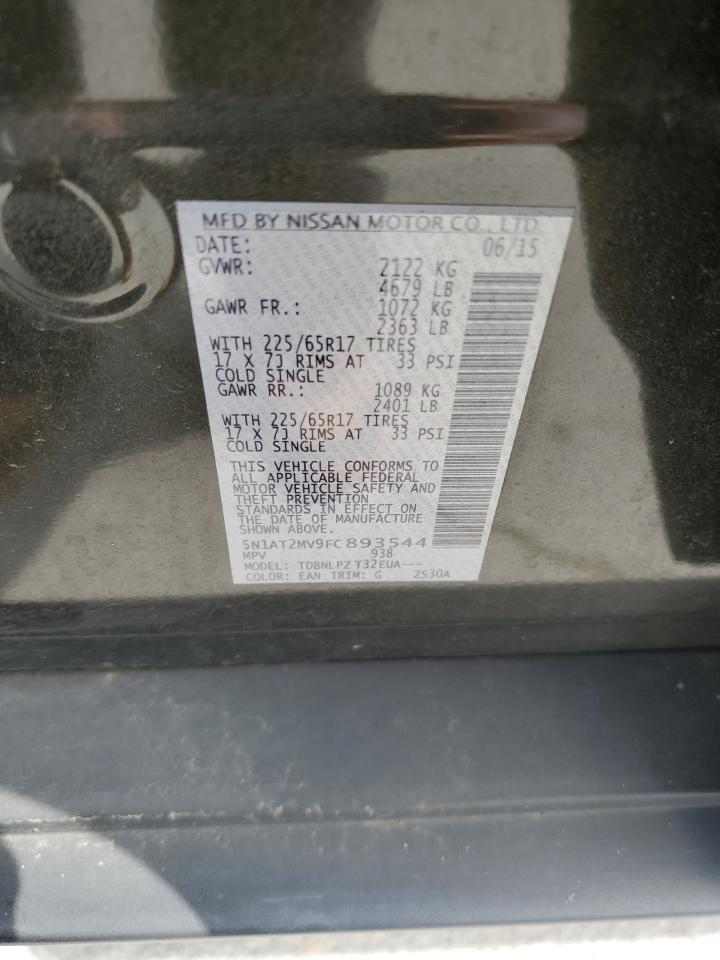 MFD BY NISSAN MOTOR CO., LTD.
DATE: 06/15
GVWR: 2122 KG
4679 LB
GAWR FR.: 1072 KG
2363 LB
WITH 225/65R17 TIRES
17 X 7J RIMS AT 33 PSI
COLD SINGLE
GAWR RR.: 1089 KG
2401 LB
WITH 225/65R17 TIRES
17 X 7J RIMS AT 33 PSI
COLD SINGLE
THIS VEHICLE CONFORMS TO
ALL APPLICABLE FEDERAL
MOTOR VEHICLE SAFETY AND
THEFT PREVENTION
STANDARDS IN EFFECT ON
THE DATE OF MANUFACTURE
SHOWN ABOVE.
5N1AT2MV9FC893544
MPV 938
MODEL: TDBNLPZ T32EUA---
COLOR: EAN TRIM: G ZS30A